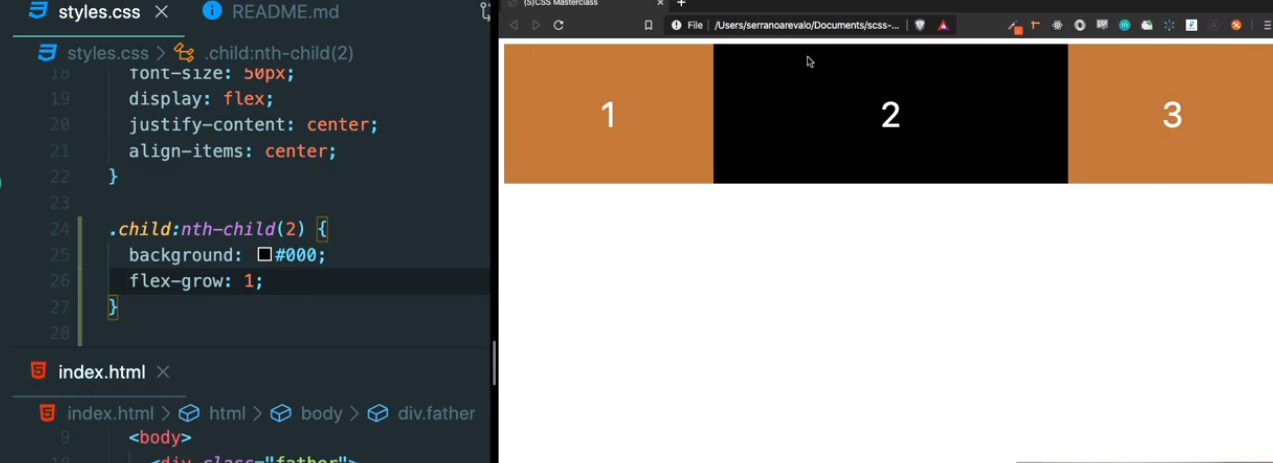 styles.css
README.md
styles.css > .child:nth-child(2)
18 font-size: 50px;
19 display: flex;
20 justify-content: center;
21 align-items: center;
22 }
23
24 .child:nth-child(2) {
25 background: #000;
26 flex-grow: 1;
27 }
28
index.html
index.html > html > body > div.father
9 <body>
10 <div class="father">
(5)CSS Masterclass
File /Users/serranoarevalo/Documents/scss-...
1
2
3